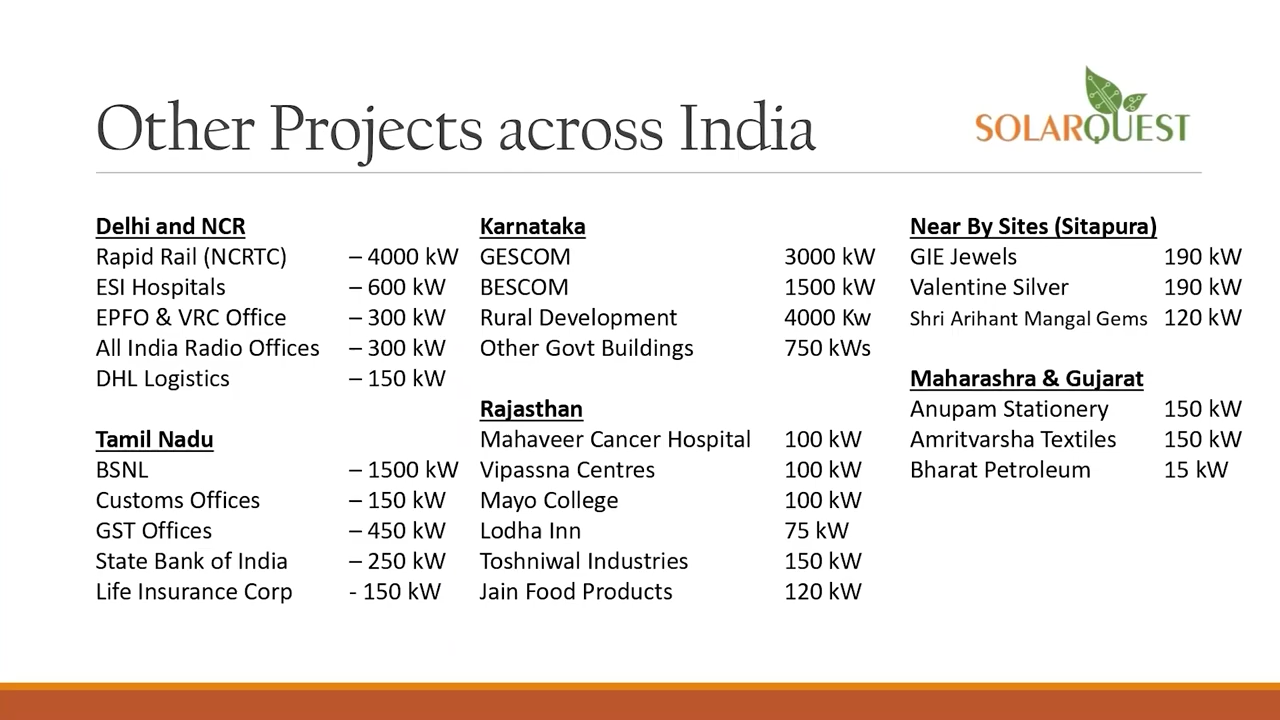 Other Projects across India
SOLARQUEST
Delhi and NCR
Rapid Rail (NCRTC) – 4000 kW
ESI Hospitals – 600 kW
EPFO & VRC Office – 300 kW
All India Radio Offices – 300 kW
DHL Logistics – 150 kW
Tamil Nadu
BSNL – 1500 kW
Customs Offices – 150 kW
GST Offices – 450 kW
State Bank of India – 250 kW
Life Insurance Corp - 150 kW
Karnataka
GESCOM 3000 kW
BESCOM 1500 kW
Rural Development 4000 Kw
Other Govt Buildings 750 kWs
Rajasthan
Mahaveer Cancer Hospital 100 kW
Vipassna Centres 100 kW
Mayo College 100 kW
Lodha Inn 75 kW
Toshniwal Industries 150 kW
Jain Food Products 120 kW
Near By Sites (Sitapura)
GIE Jewels 190 kW
Valentine Silver 190 kW
Shri Arihant Mangal Gems 120 kW
Maharashra & Gujarat
Anupam Stationery 150 kW
Amritvarsha Textiles 150 kW
Bharat Petroleum 15 kW